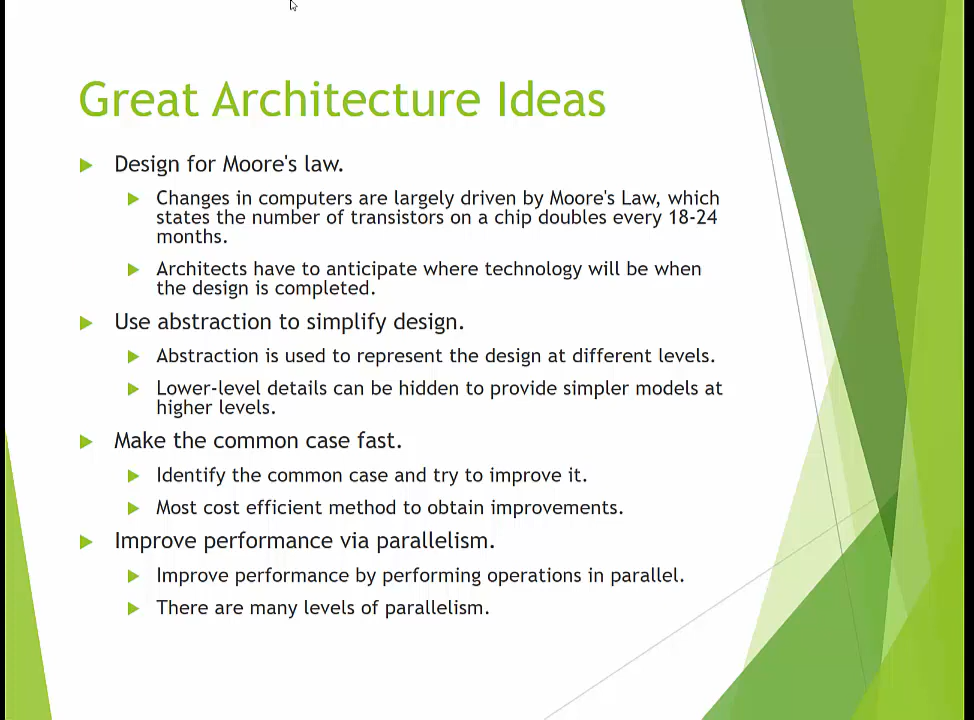 Great Architecture Ideas
Design for Moore's law.
Changes in computers are largely driven by Moore's Law, which
states the number of transistors on a chip doubles every 18-24
months.
Architects have to anticipate where technology will be when
the design is completed.
Use abstraction to simplify design.
Abstraction is used to represent the design at different levels.
Lower-level details can be hidden to provide simpler models at
higher levels.
Make the common case fast.
Identify the common case and try to improve it.
Most cost efficient method to obtain improvements.
Improve performance via parallelism.
Improve performance by performing operations in parallel.
There are many levels of parallelism.